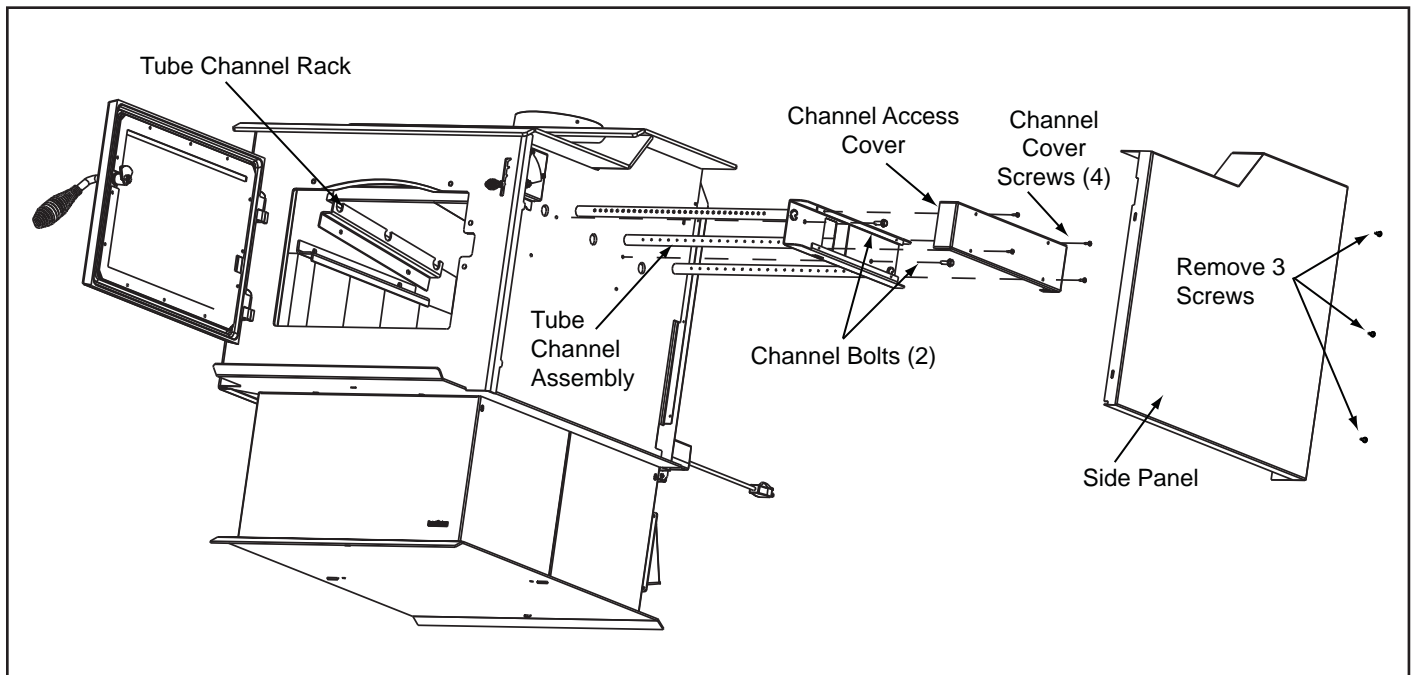 Tube Channel Rack
Channel Access
Cover
Channel
Cover
Screws (4)
Remove 3
Screws
Tube
Channel
Assembly
Channel Bolts (2)
Side Panel